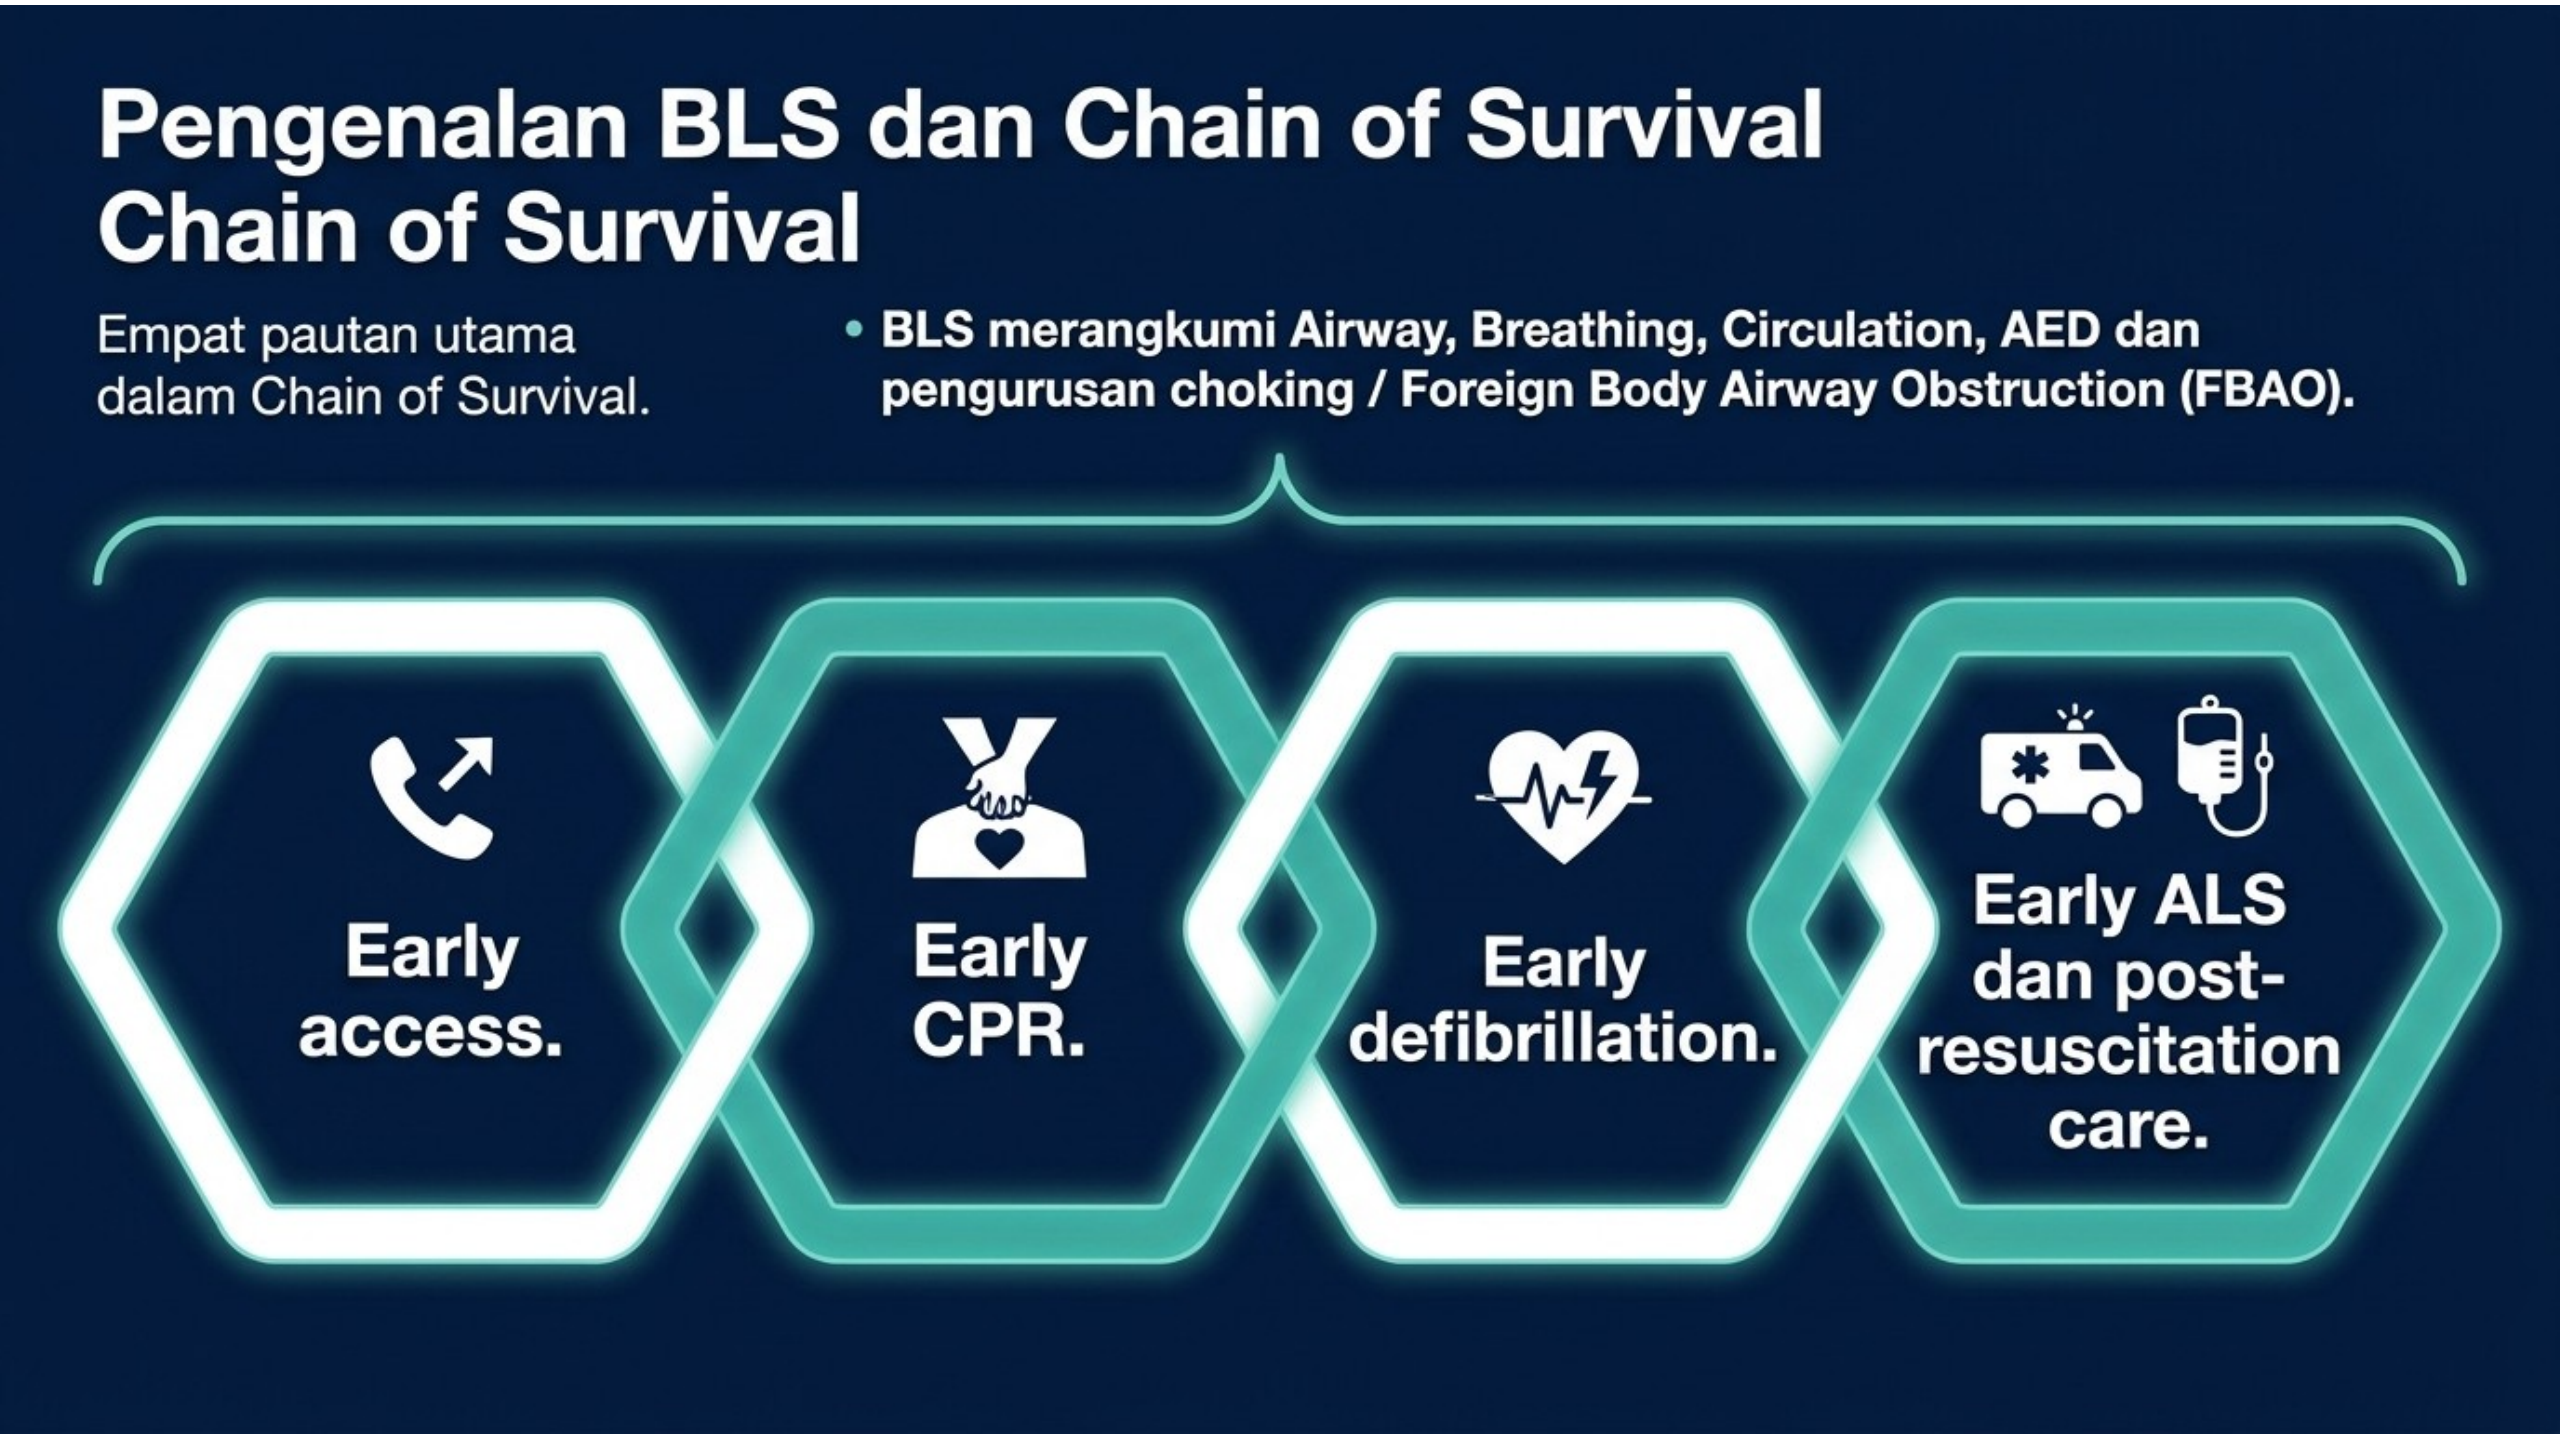 Pengenalan BLS dan Chain of Survival
Chain of Survival
Empat pautan utama
dalam Chain of Survival.
• BLS merangkumi Airway, Breathing, Circulation, AED dan
pengurusan choking / Foreign Body Airway Obstruction (FBAO).
Early
access.
Early
CPR.
Early
defibrillation.
Early ALS
dan post-
resuscitation
care.